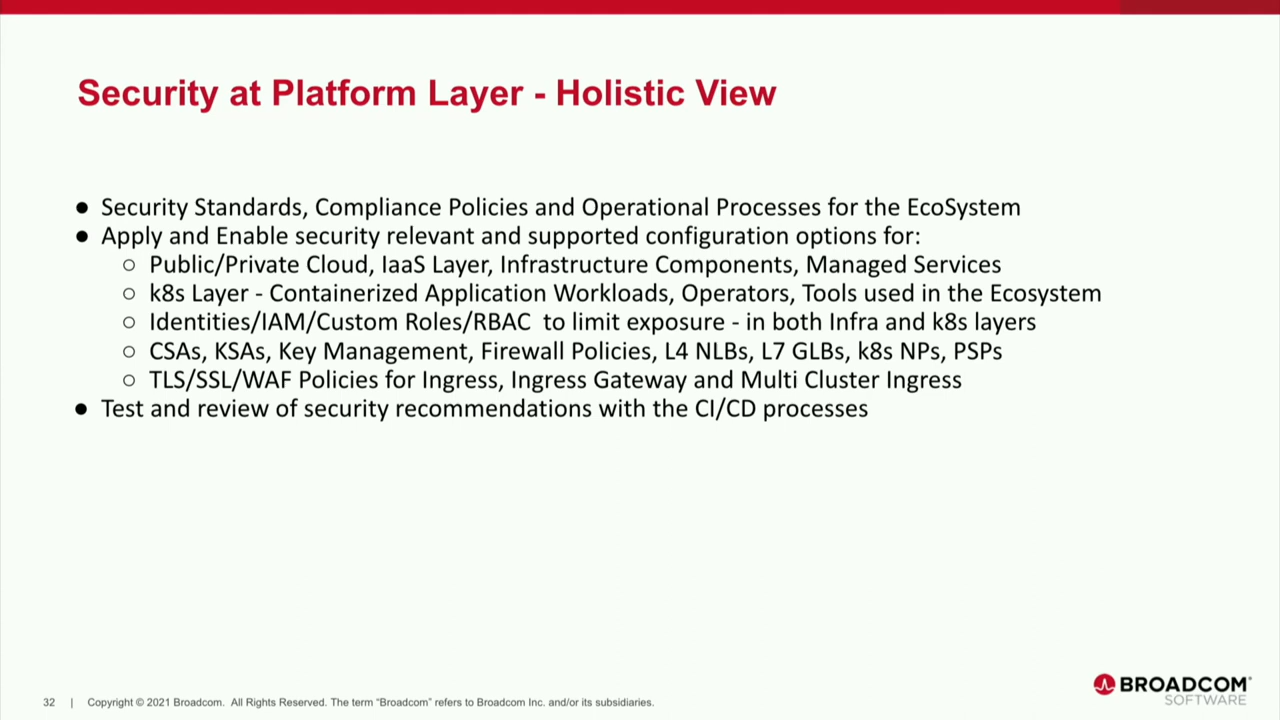 Security at Platform Layer - Holistic View
● Security Standards, Compliance Policies and Operational Processes for the EcoSystem
● Apply and Enable security relevant and supported configuration options for:
○ Public/Private Cloud, IaaS Layer, Infrastructure Components, Managed Services
○ k8s Layer - Containerized Application Workloads, Operators, Tools used in the Ecosystem
○ Identities/IAM/Custom Roles/RBAC to limit exposure - in both Infra and k8s layers
○ CSAs, KSAs, Key Management, Firewall Policies, L4 NLBs, L7 GLBs, k8s NPs, PSPs
○ TLS/SSL/WAF Policies for Ingress, Ingress Gateway and Multi Cluster Ingress
● Test and review of security recommendations with the CI/CD processes
32 | Copyright © 2021 Broadcom. All Rights Reserved. The term “Broadcom” refers to Broadcom Inc. and/or its subsidiaries.
BROADCOM®
SOFTWARE